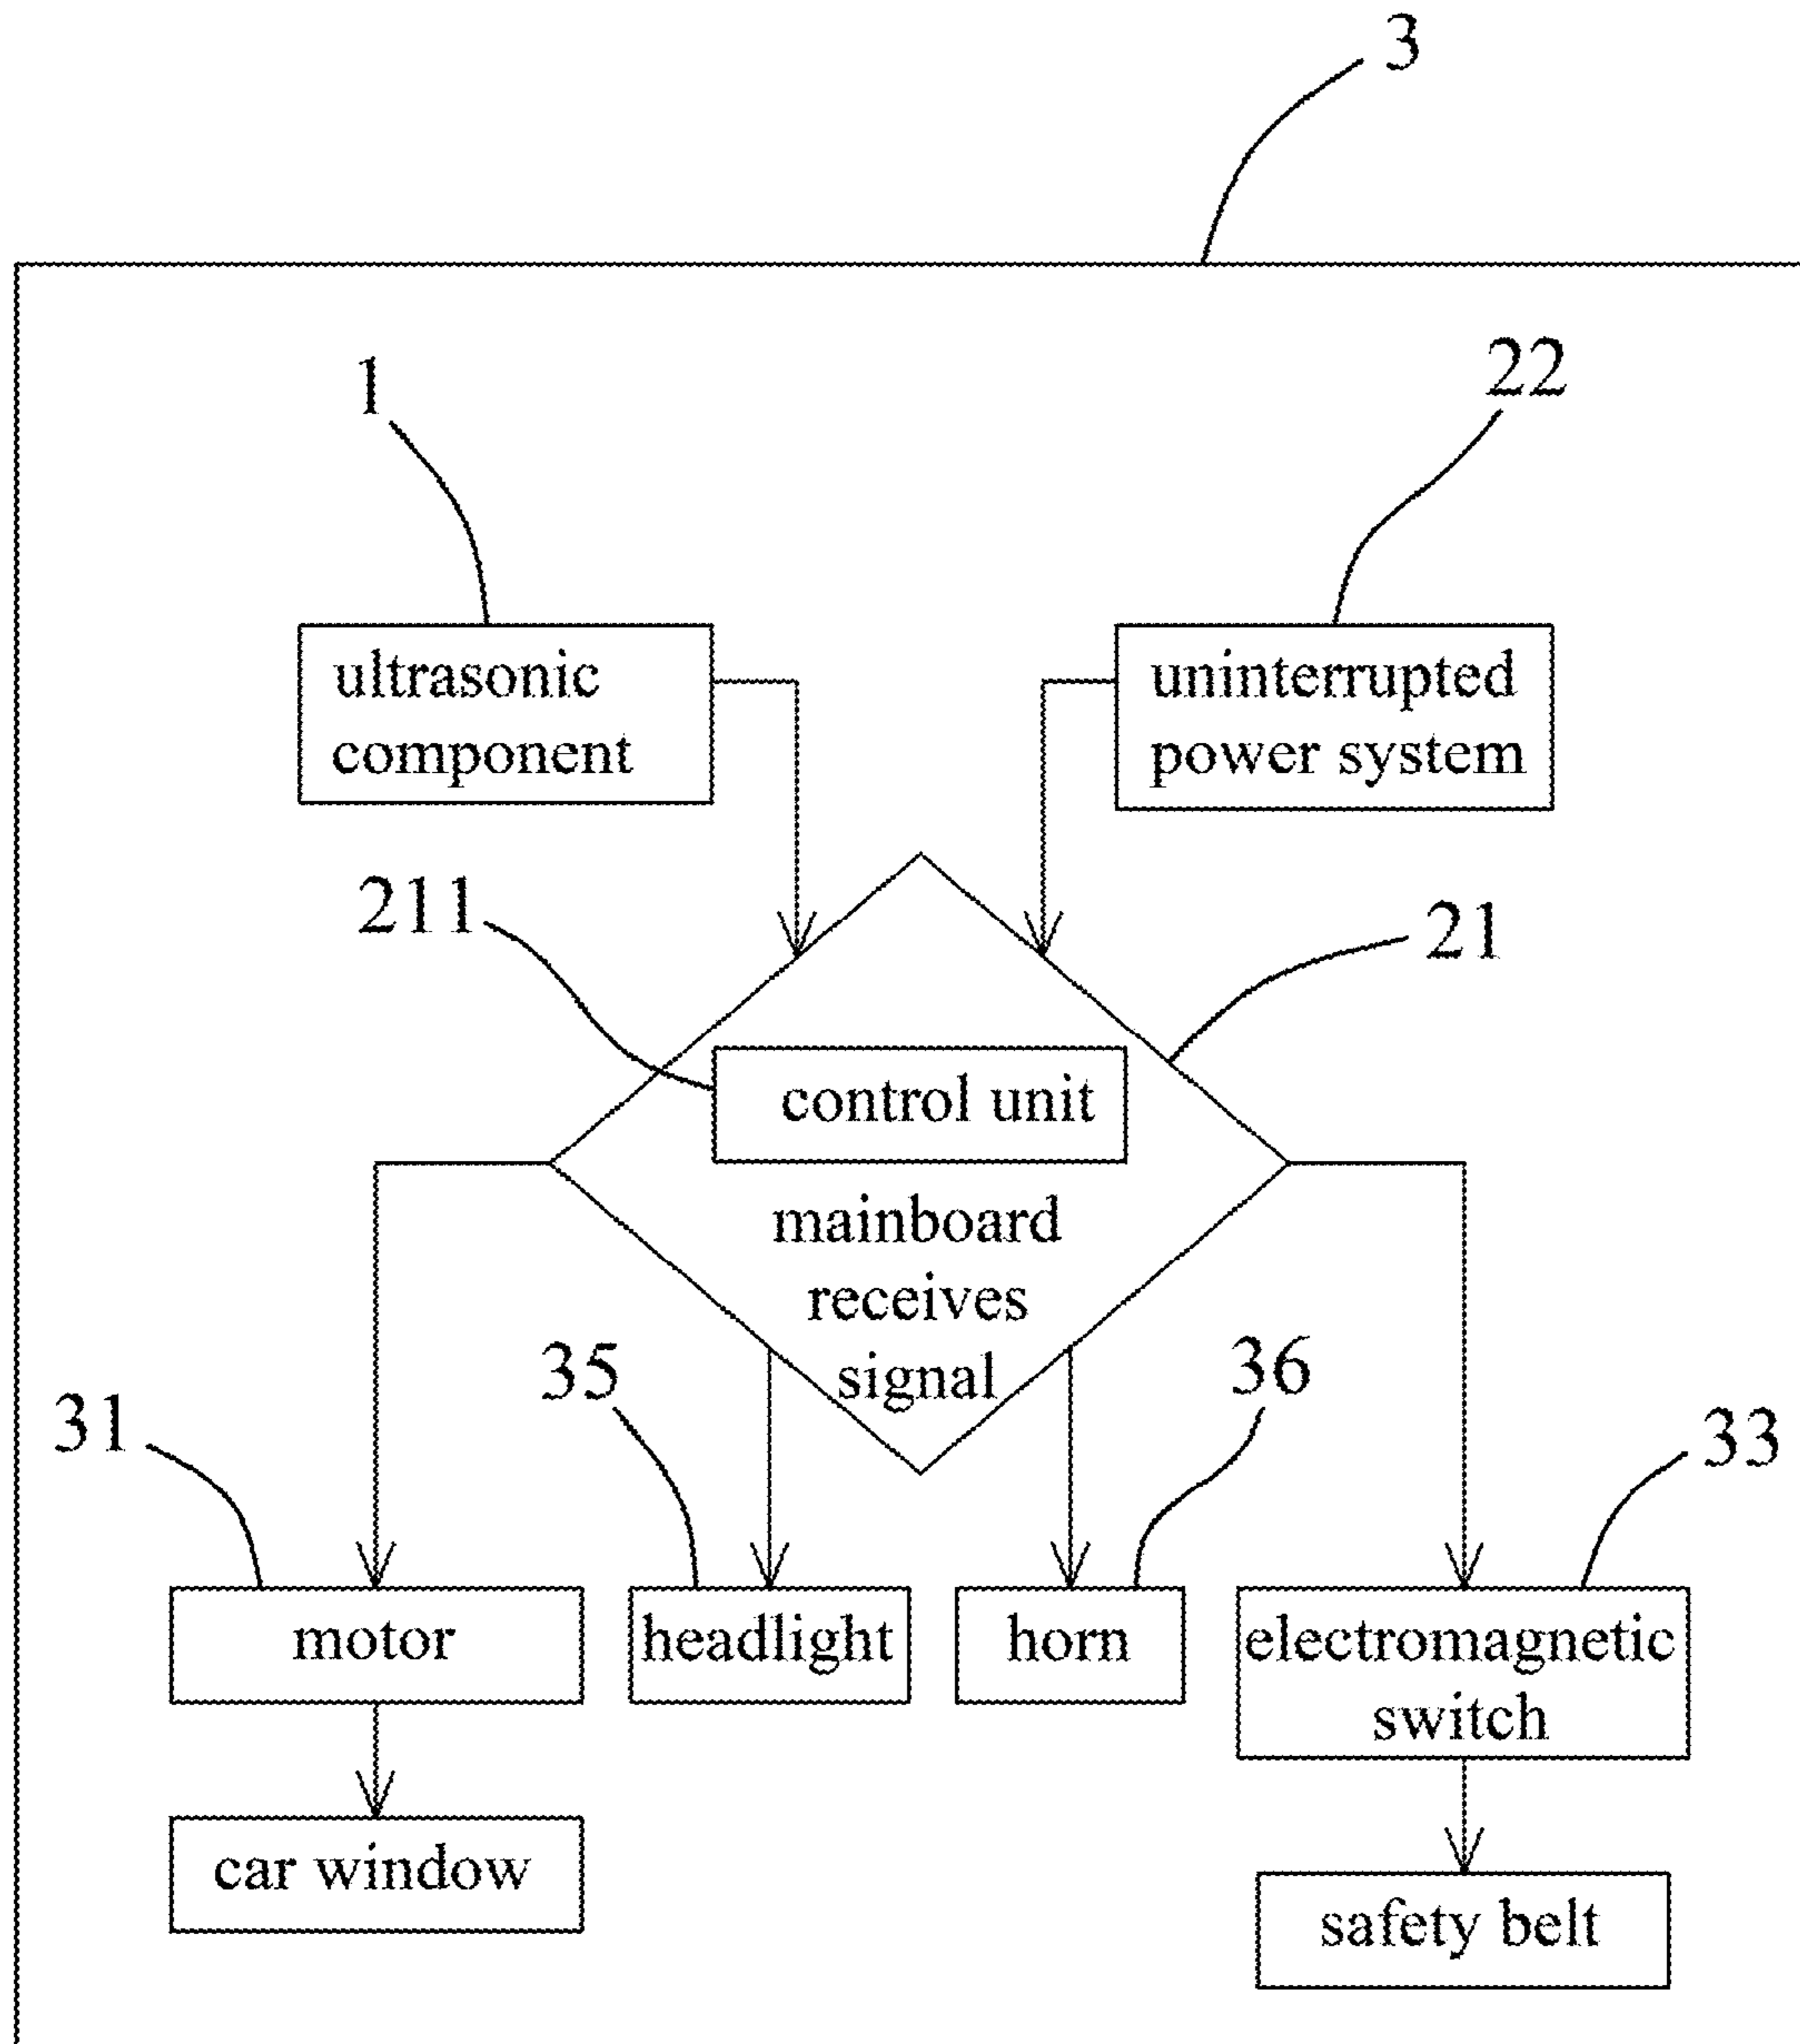 3
1
22
ultrasonic
component
uninterrupted
power system
211
21
control unit
mainboard
receives
signal
31
35
36
33
motor
headlight
horn
electromagnetic
switch
car window
safety belt